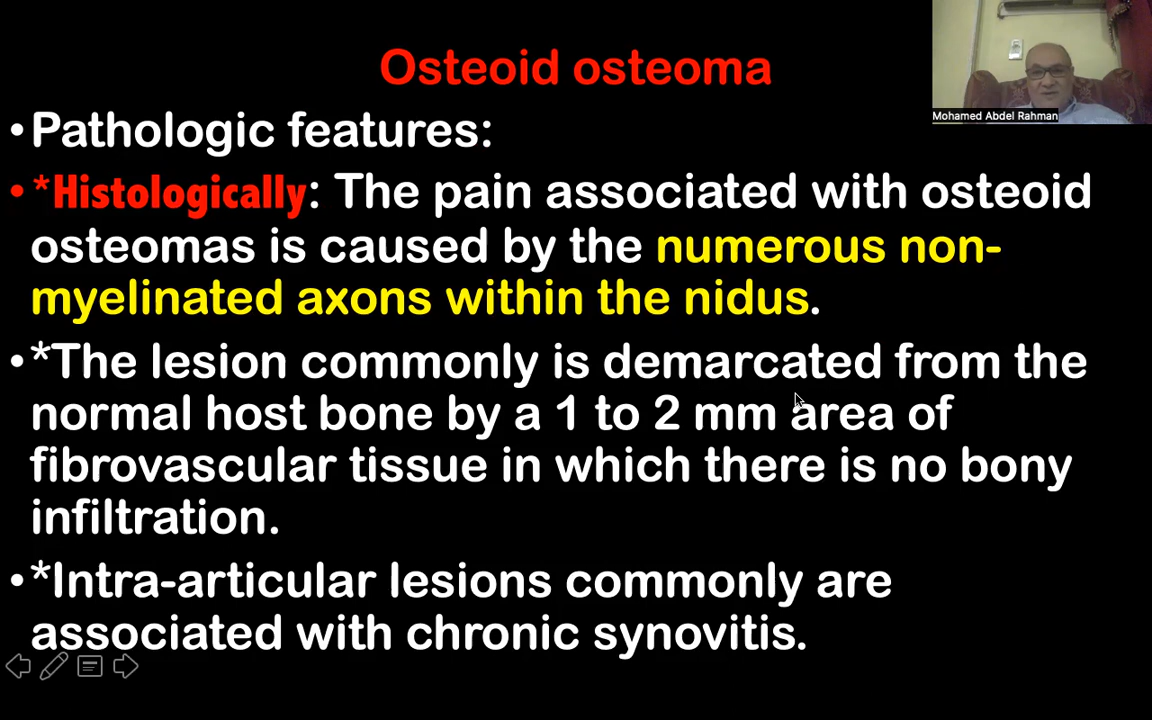 Osteoid osteoma
Mohamed Abdel Rahman
•Pathologic features:
•*Histologically: The pain associated with osteoid
osteomas is caused by the numerous non-
myelinated axons within the nidus.
•*The lesion commonly is demarcated from the
normal host bone by a 1 to 2 mm area of
fibrovascular tissue in which there is no bony
infiltration.
•*Intra-articular lesions commonly are
associated with chronic synovitis.